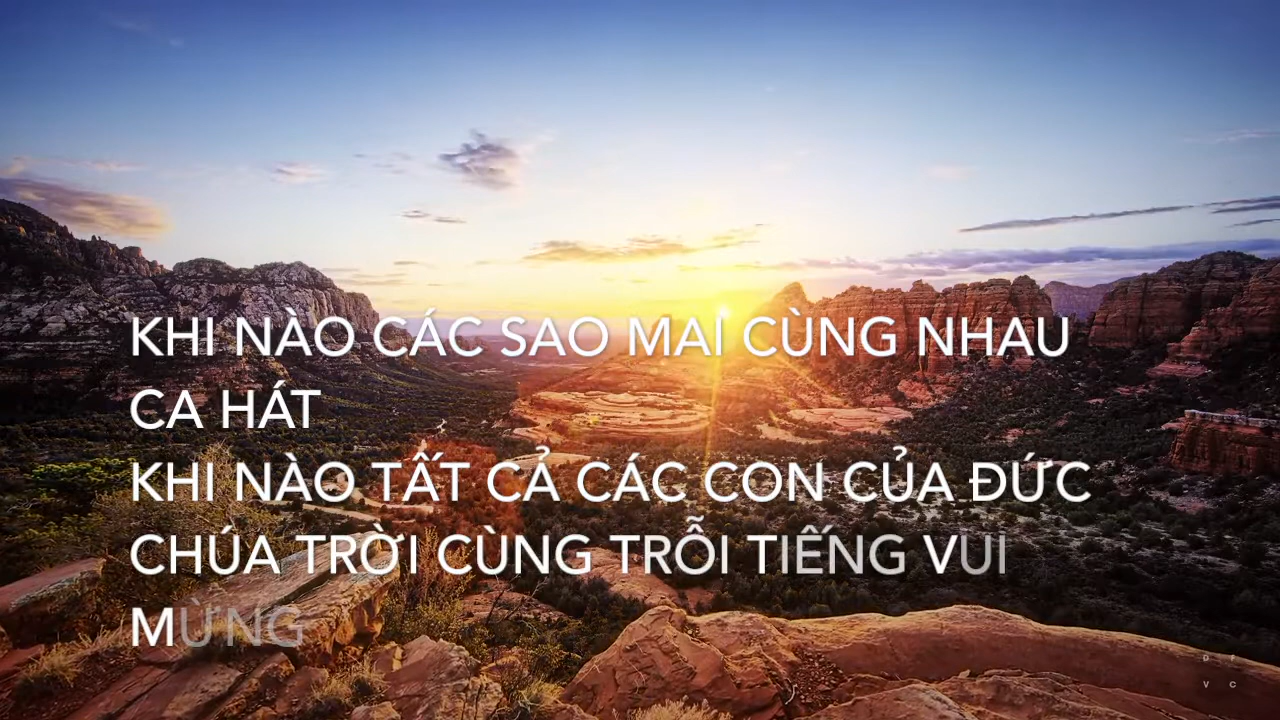 KHI NÀO CÁC SAO MAI CÙNG NHAU
CA HÁT
KHI NÀO TẤT CẢ CÁC CON CỦA ĐỨC
CHÚA TRỜI CÙNG TRỖI TIẾNG VUI
MỪNG
V C